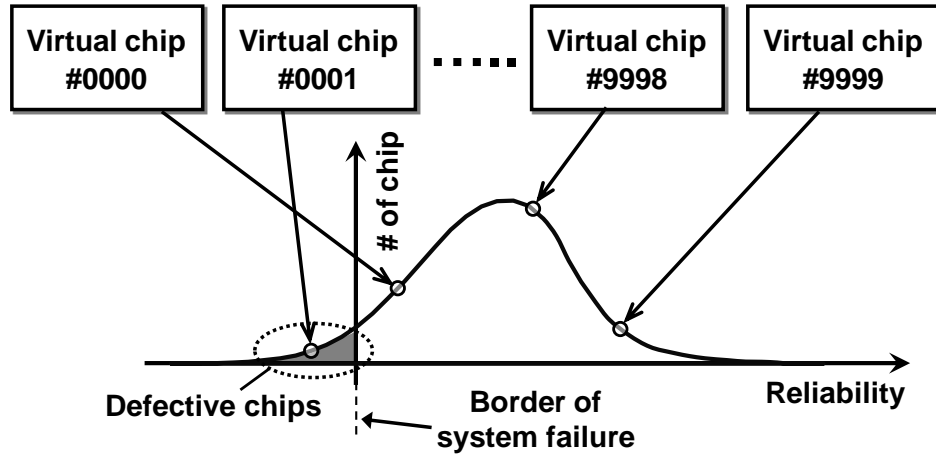 Virtual chip
#0000
Virtual chip
#0001
Virtual chip
#9998
Virtual chip
#9999
# of chip
Reliability
Defective chips
Border of
system failure